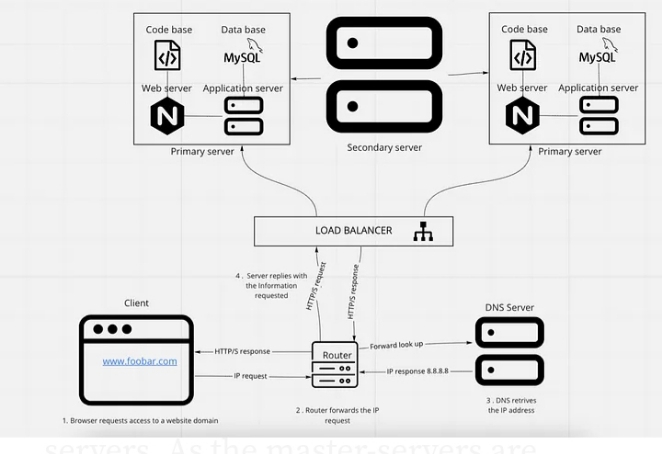 Code base
Data base
MySQL
Web server
Application server
N
Primary server
Secondary server
Code base
Data base
MySQL
Web server
Application server
N
Primary server
LOAD BALANCER
4 . Server replies with
the Information
requested
HTTP/S request
HTTP/S response
Client
www.foobar.com
HTTP/S response
IP request
1. Browser requests access to a website domain
Router
2 . Router forwards the IP
request
Forward look up
IP response 8.8.8.8
DNS Server
3 . DNS retrives
the IP address
servers. As the master-servers are